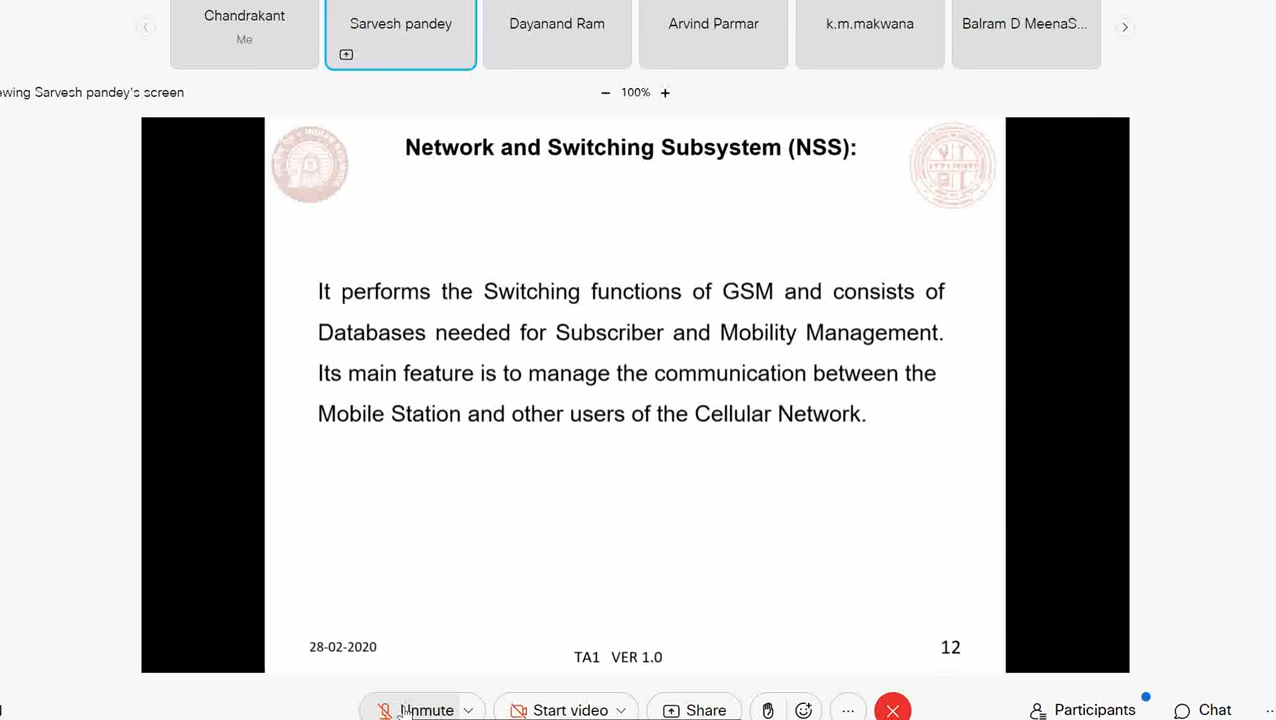 Chandrakant
Me
Sarvesh pandey
Dayanand Ram
Arvind Parmar
k.m.makwana
Balram D MeenaS...
ewing Sarvesh pandey's screen
100%
Network and Switching Subsystem (NSS):
It performs the Switching functions of GSM and consists of
Databases needed for Subscriber and Mobility Management.
Its main feature is to manage the communication between the
Mobile Station and other users of the Cellular Network.
28-02-2020
TA1 VER 1.0
12
Unmute
Start video
Share
Participants
Chat